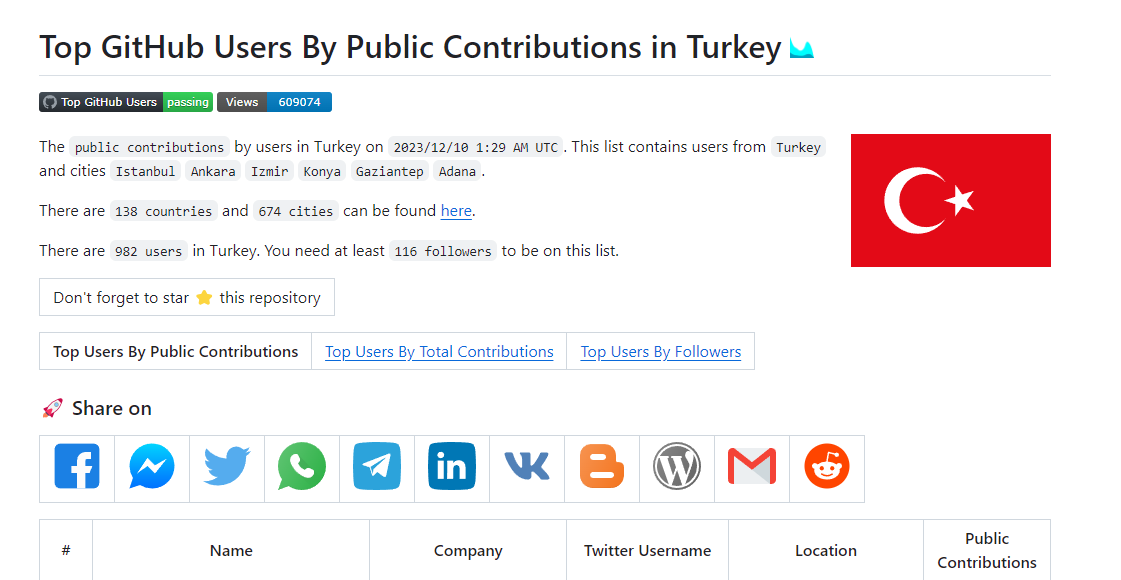 Top GitHub Users By Public Contributions in Turkey
Top GitHub Users passing Views 609074
The public contributions by users in Turkey on 2023/12/10 1:29 AM UTC. This list contains users from Turkey
and cities Istanbul Ankara Izmir Konya Gaziantep Adana.
There are 138 countries and 674 cities can be found here.
There are 982 users in Turkey. You need at least 116 followers to be on this list.
Don't forget to star ⭐ this repository
Top Users By Public Contributions Top Users By Total Contributions Top Users By Followers
🚀 Share on
# Name Company Twitter Username Location Public Contributions